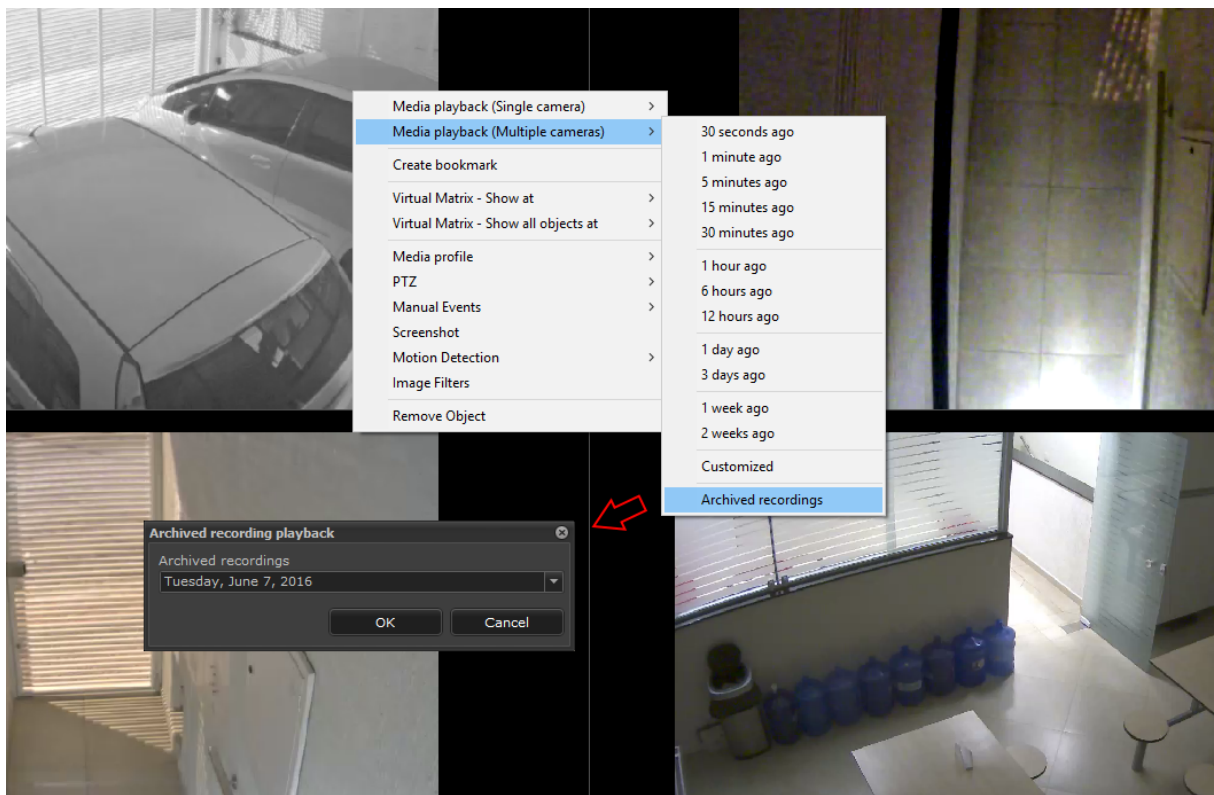 Media playback (Single camera)
Media playback (Multiple cameras)
Create bookmark
Virtual Matrix - Show at
Virtual Matrix - Show all objects at
Media profile
PTZ
Manual Events
Screenshot
Motion Detection
Image Filters
Remove Object
30 seconds ago
1 minute ago
5 minutes ago
15 minutes ago
30 minutes ago
1 hour ago
6 hours ago
12 hours ago
1 day ago
3 days ago
1 week ago
2 weeks ago
Customized
Archived recordings
Archived recording playback
Archived recordings
Tuesday, June 7, 2016
OK
Cancel